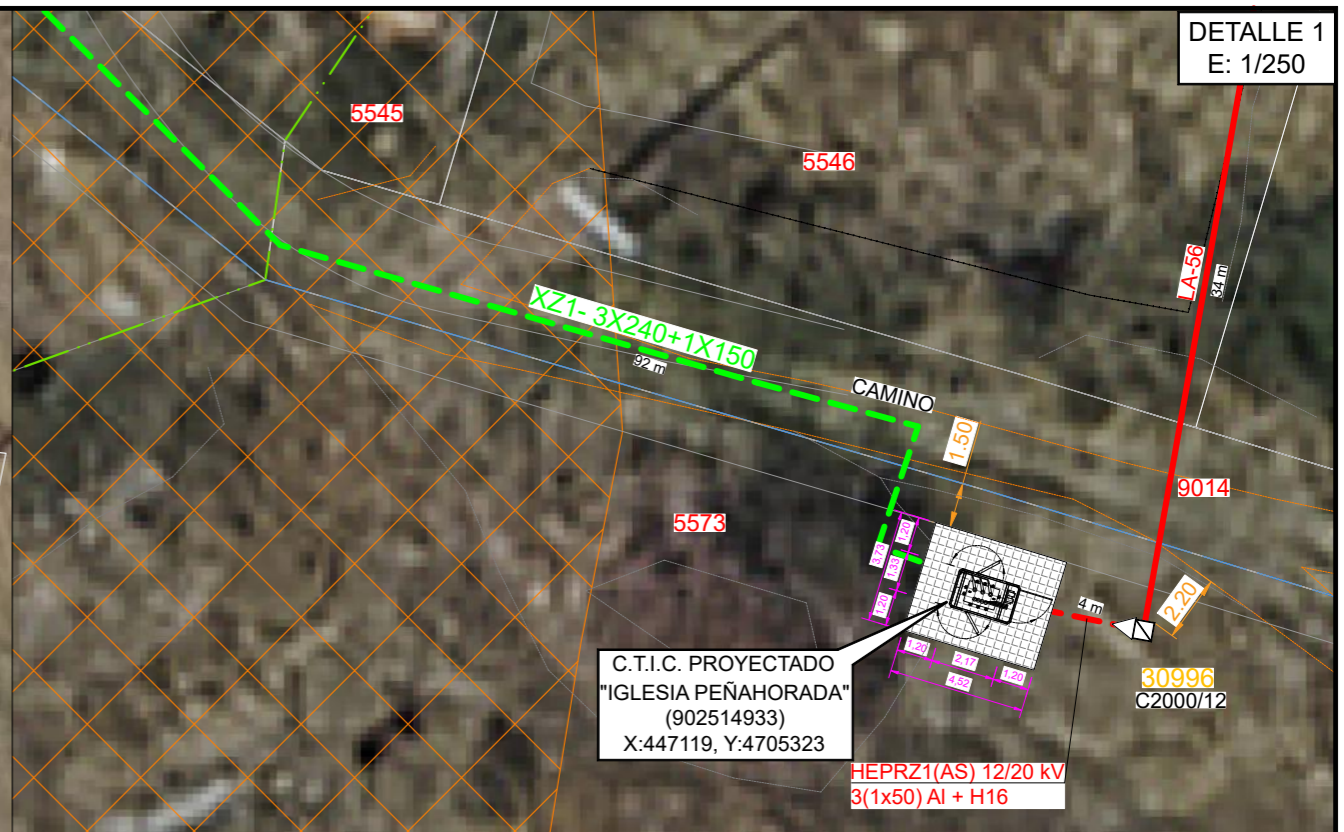 DETALLE 1
E: 1/250
5545
5546
LA-56
34 m
XZ1- 3X240+1X150
92 m
CAMINO
1.50
9014
5573
1,20
3,73
1,33
1,20
4 m
2.20
1,20
2,17
1,20
4,52
C.T.I.C. PROYECTADO
"IGLESIA PEÑAHORADA"
(902514933)
X:447119, Y:4705323
30996
C2000/12
HEPRZ1(AS) 12/20 kV
3(1x50) Al + H16